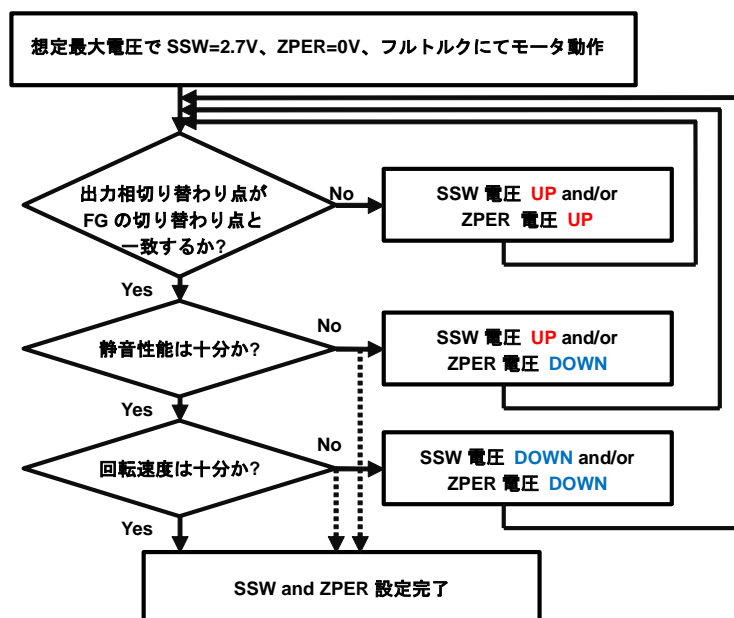 想定最大電圧で SSW=2.7V、ZPER=0V、フルトルクにてモータ動作
出力相切り替わり点が
FG の切り替わり点と
一致するか?
No
SSW 電圧 UP and/or
ZPER 電圧 UP
Yes
静音性能は十分か?
No
SSW 電圧 UP and/or
ZPER 電圧 DOWN
Yes
回転速度は十分か?
No
SSW 電圧 DOWN and/or
ZPER 電圧 DOWN
Yes
SSW and ZPER 設定完了